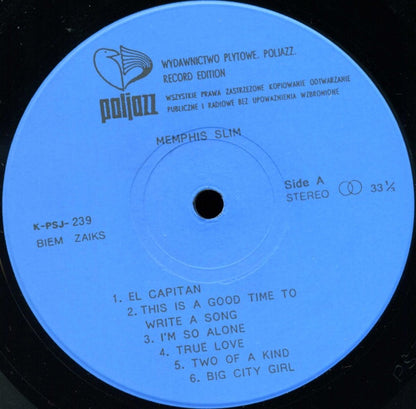 WYDAWNICTWO PŁYTOWE. POLJAZZ.
RECORD EDITION
poljazz
WSZYSTKIE PRAWA ZASTRZEŻONE KOPIOWANIE ODTWARZANIE
PUBLICZNE I RADIOWE BEZ UPOWAŻNIENIA WZBRONIONE
MEMPHIS SLIM
Side A
STEREO 33⅓
K-PSJ-239
BIEM ZAIKS
1. EL CAPITAN
2. THIS IS A GOOD TIME TO
WRITE A SONG
3. I'M SO ALONE
4. TRUE LOVE
5. TWO OF A KIND
6. BIG CITY GIRL